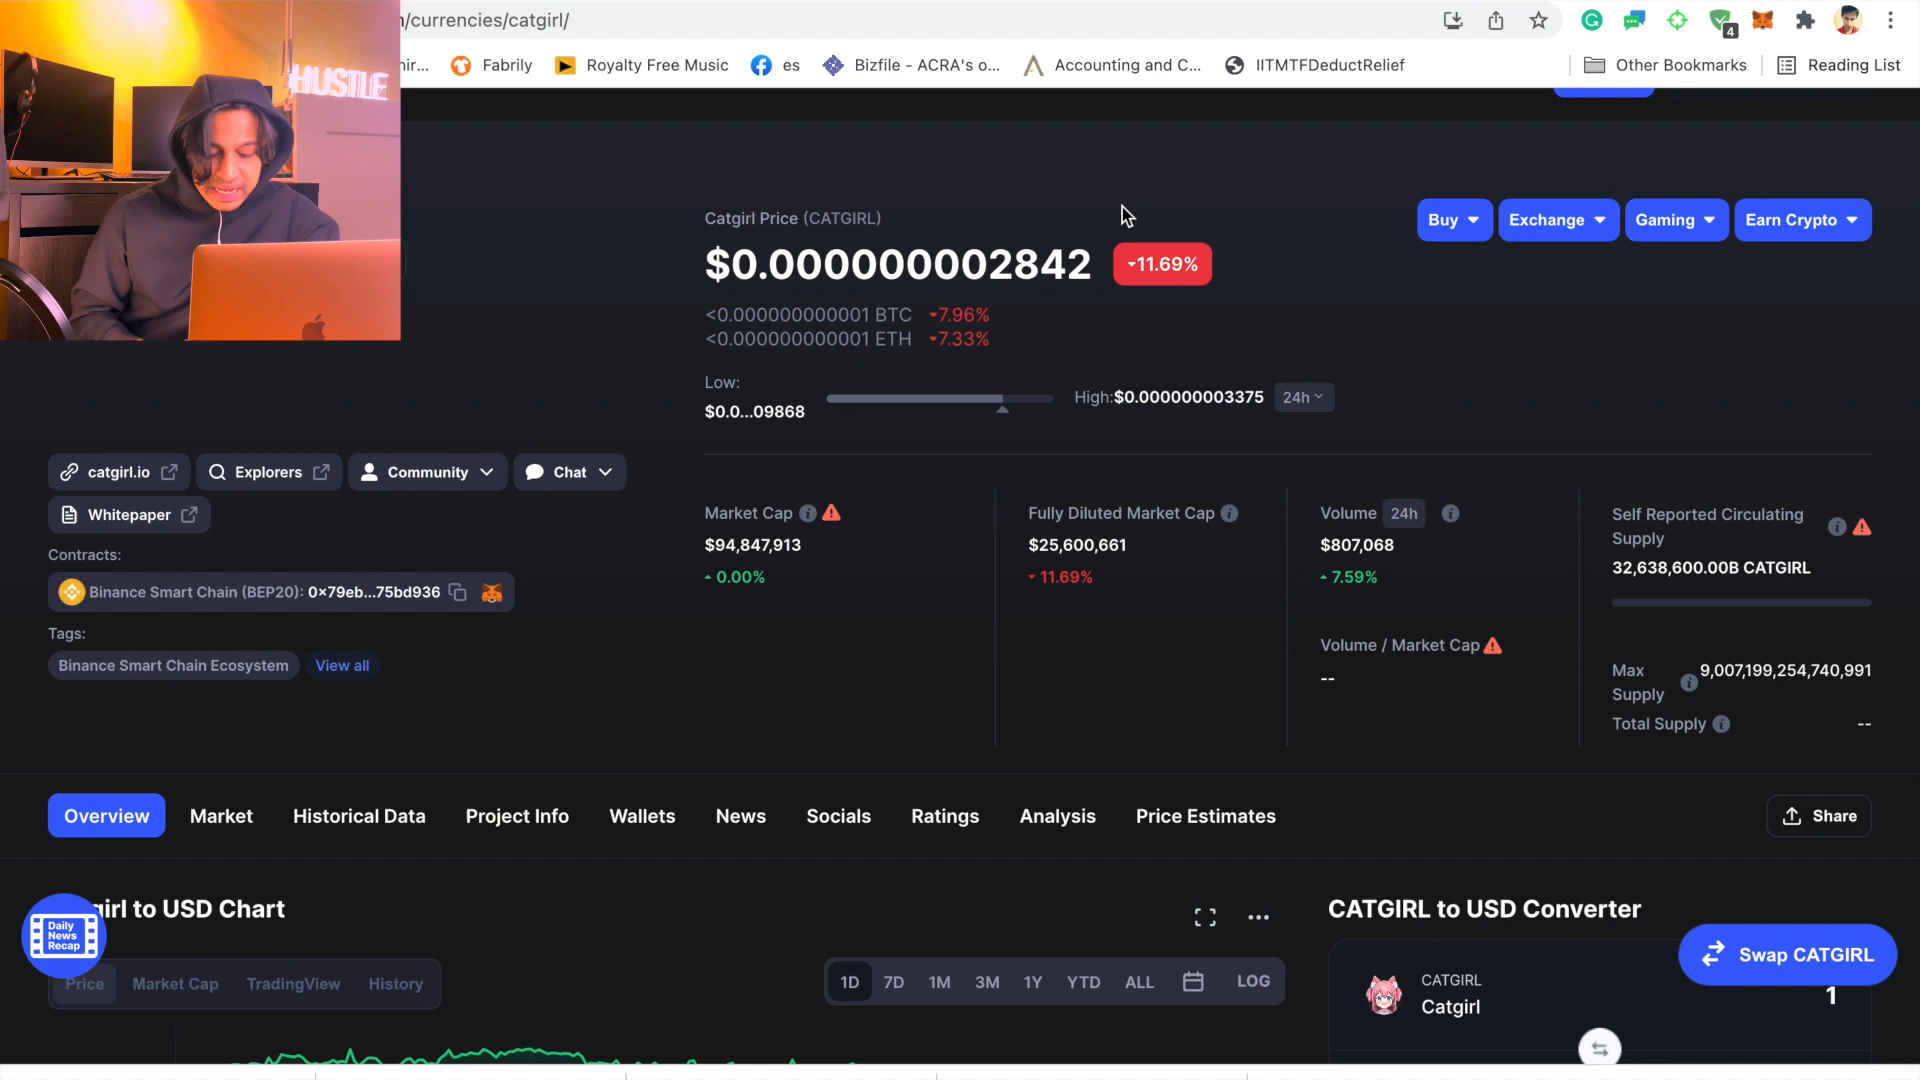 /currencies/catgirl/
4
Fabrily
Royalty Free Music
es
Bizfile - ACRA's o...
Accounting and C...
IITMTFDeductRelief
Other Bookmarks
Reading List
HUSTLE
Catgirl Price (CATGIRL)
$0.000000002842
11.69%
<0.000000000001 BTC 7.96%
<0.000000000001 ETH 7.33%
Low:
$0.0...09868
High:$0.000000003375
24h
Buy
Exchange
Gaming
Earn Crypto
catgirl.io
Explorers
Community
Chat
Whitepaper
Contracts:
Binance Smart Chain (BEP20): 0x79eb...75bd936
Tags:
Binance Smart Chain Ecosystem
View all
Market Cap
$94,847,913
0.00%
Fully Diluted Market Cap
$25,600,661
11.69%
Volume 24h
$807,068
7.59%
Volume / Market Cap
--
Self Reported Circulating
Supply
32,638,600.00B CATGIRL
Max
Supply
9,007,199,254,740,991
Total Supply
--
Overview
Market
Historical Data
Project Info
Wallets
News
Socials
Ratings
Analysis
Price Estimates
Share
girl to USD Chart
Daily
News
Recap
Price
Market Cap
TradingView
History
1D
7D
1M
3M
1Y
YTD
ALL
LOG
CATGIRL to USD Converter
CATGIRL
Catgirl
1
Swap CATGIRL